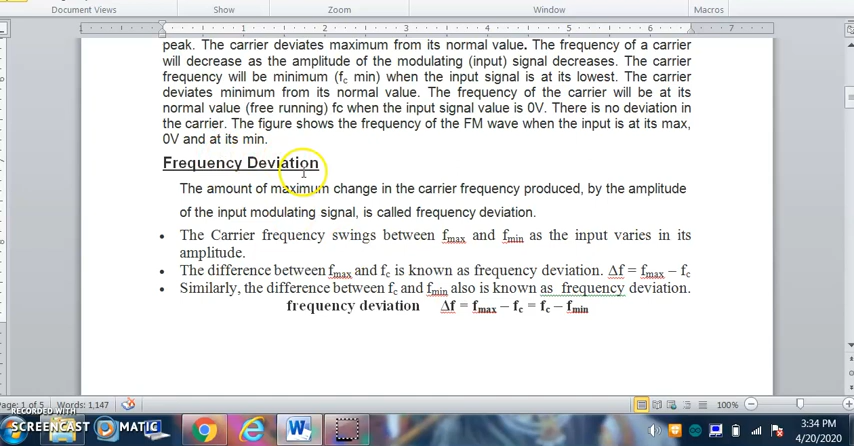 Document Views Show Zoom Window Macros
1 1 2 3 4 5 6 7
peak. The carrier deviates maximum from its normal value. The frequency of a carrier
will decrease as the amplitude of the modulating (input) signal decreases. The carrier
frequency will be minimum (fc min) when the input signal is at its lowest. The carrier
deviates minimum from its normal value. The frequency of the carrier will be at its
normal value (free running) fc when the input signal value is 0V. There is no deviation in
the carrier. The figure shows the frequency of the FM wave when the input is at its max,
0V and at its min.
Frequency Deviation
The amount of maximum change in the carrier frequency produced, by the amplitude
of the input modulating signal, is called frequency deviation.
• The Carrier frequency swings between fmax and fmin as the input varies in its
amplitude.
• The difference between fmax and fc is known as frequency deviation. Δf = fmax – fc
• Similarly, the difference between fc and fmin also is known as frequency deviation.
frequency deviation Δf = fmax – fc = fc – fmin
Page: 1 of 5 Words: 1,147 100%
RECORDED WITH
SCREENCAST MATIC
3:34 PM
4/20/2020